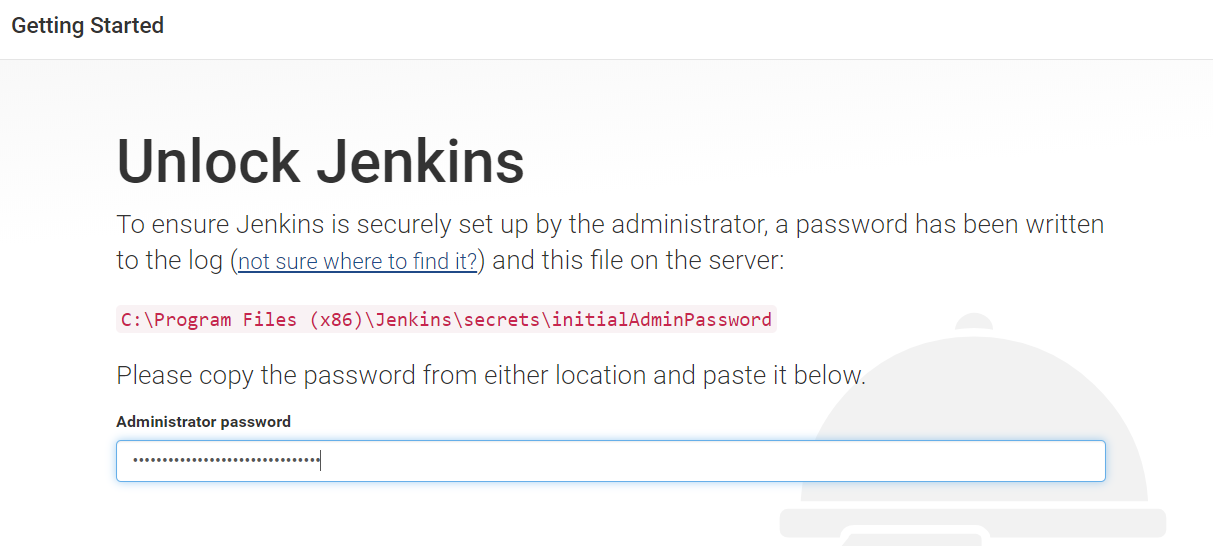 Getting Started
Unlock Jenkins
To ensure Jenkins is securely set up by the administrator, a password has been written
to the log (not sure where to find it?) and this file on the server:
C:\Program Files (x86)\Jenkins\secrets\initialAdminPassword
Please copy the password from either location and paste it below.
Administrator password
••••••••••••••••••••••••••••••••